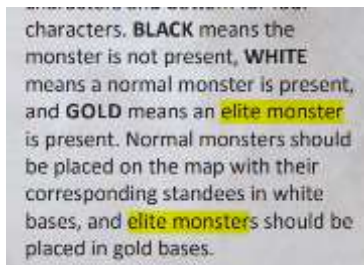 characters. BLACK means the
monster is not present, WHITE
means a normal monster is present,
and GOLD means an elite monster
is present. Normal monsters should
be placed on the map with their
corresponding standees in white
bases, and elite monsters should be
placed in gold bases.